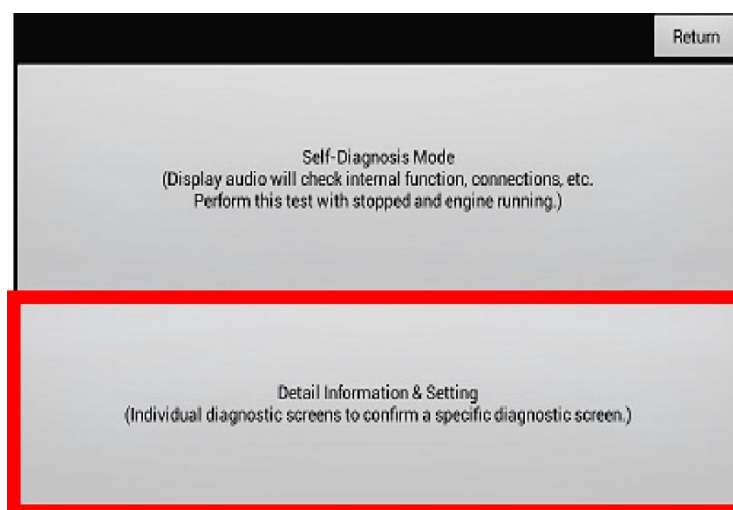 Return
Self-Diagnosis Mode
(Display audio will check internal function, connections, etc.
Perform this test with stopped and engine running.)
Detail Information & Setting
(Individual diagnostic screens to confirm a specific diagnostic screen.)